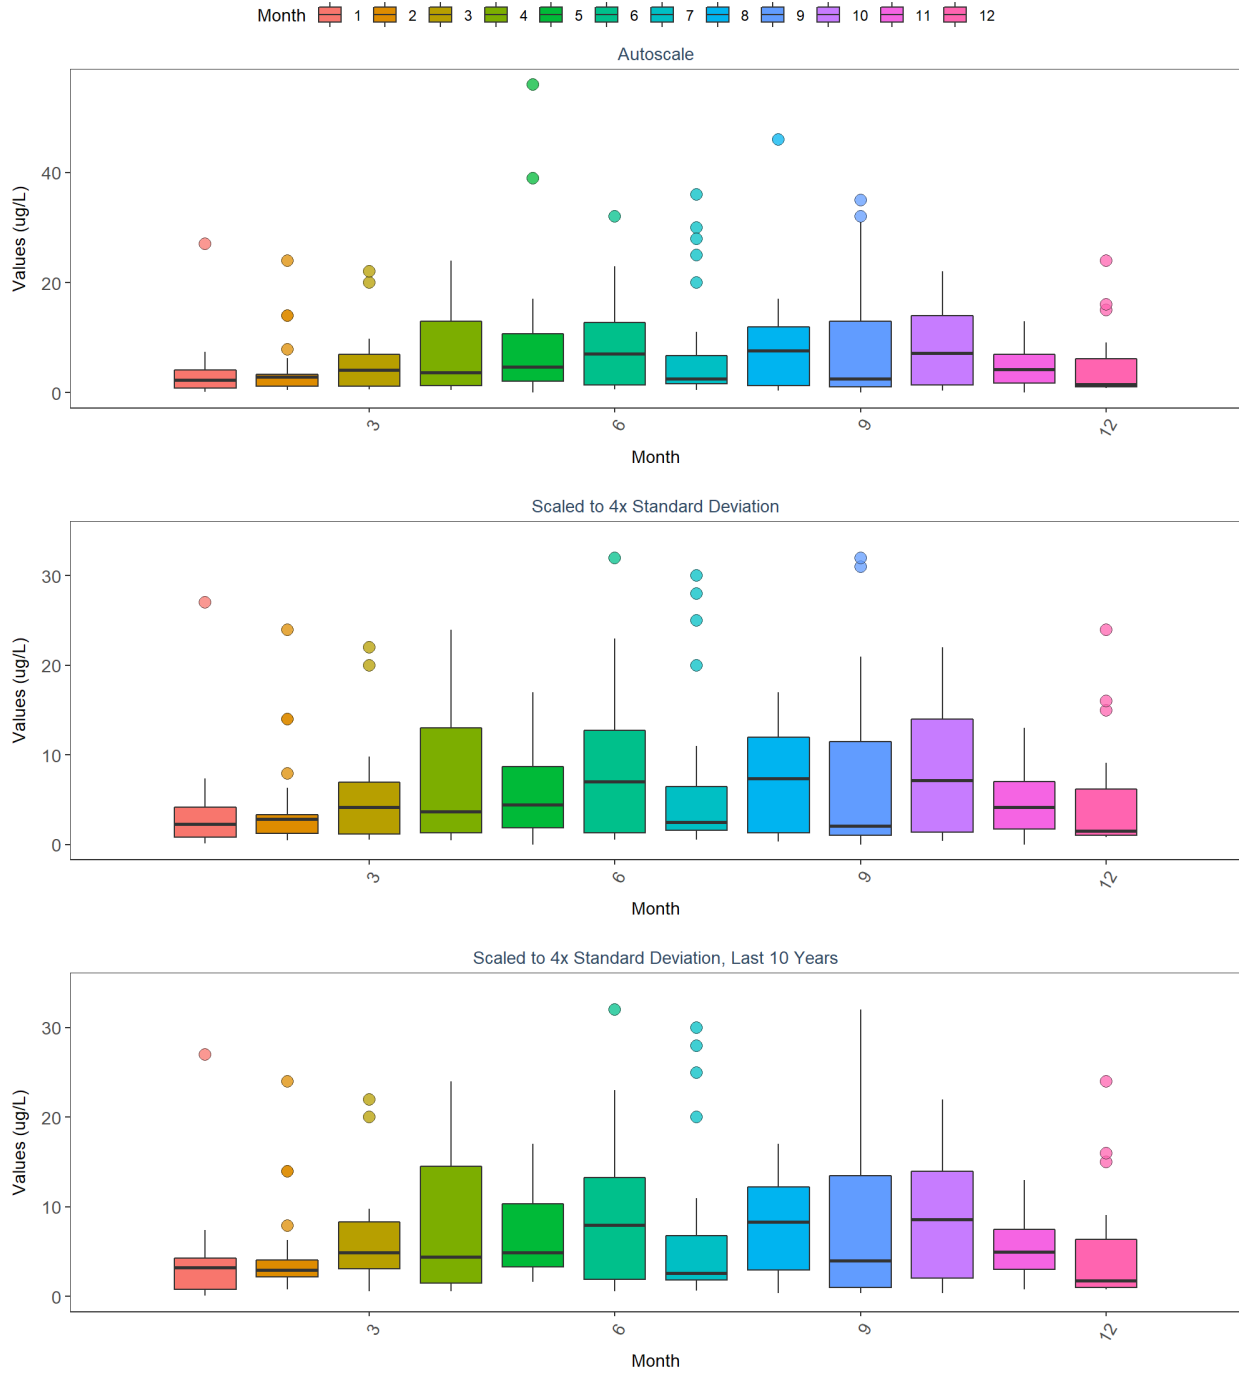 Month 1 2 3 4 5 6 7 8 9 10 11 12
Autoscale
Values (ug/L)
40
20
0
3 6 9 12
Month
Scaled to 4x Standard Deviation
Values (ug/L)
30
20
10
0
3 6 9 12
Month
Scaled to 4x Standard Deviation, Last 10 Years
Values (ug/L)
30
20
10
0
3 6 9 12
Month